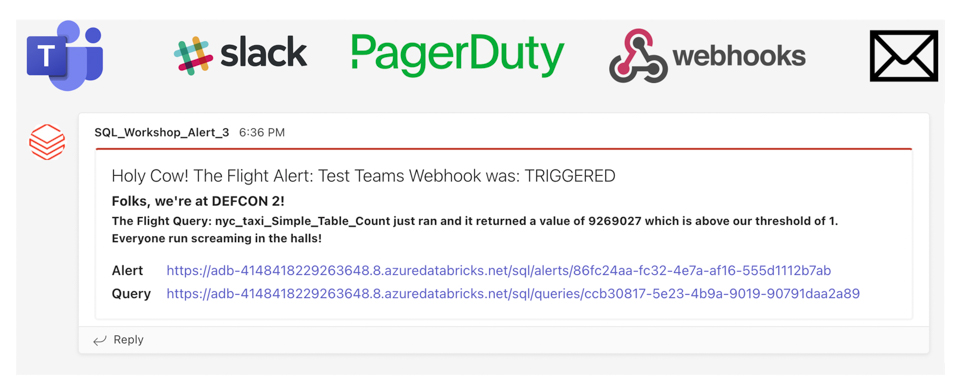 T
slack
PagerDuty
webhooks
SQL_Workshop_Alert_3 6:36 PM
Holy Cow! The Flight Alert: Test Teams Webhook was: TRIGGERED
Folks, we're at DEFCON 2!
The Flight Query: nyc_taxi_Simple_Table_Count just ran and it returned a value of 9269027 which is above our threshold of 1.
Everyone run screaming in the halls!
Alert https://adb-4148418229263648.8.azuredatabricks.net/sql/alerts/86fc24aa-fc32-4e7a-af16-555d1112b7ab
Query https://adb-4148418229263648.8.azuredatabricks.net/sql/queries/ccb30817-5e23-4b9a-9019-90791daa2a89
Reply